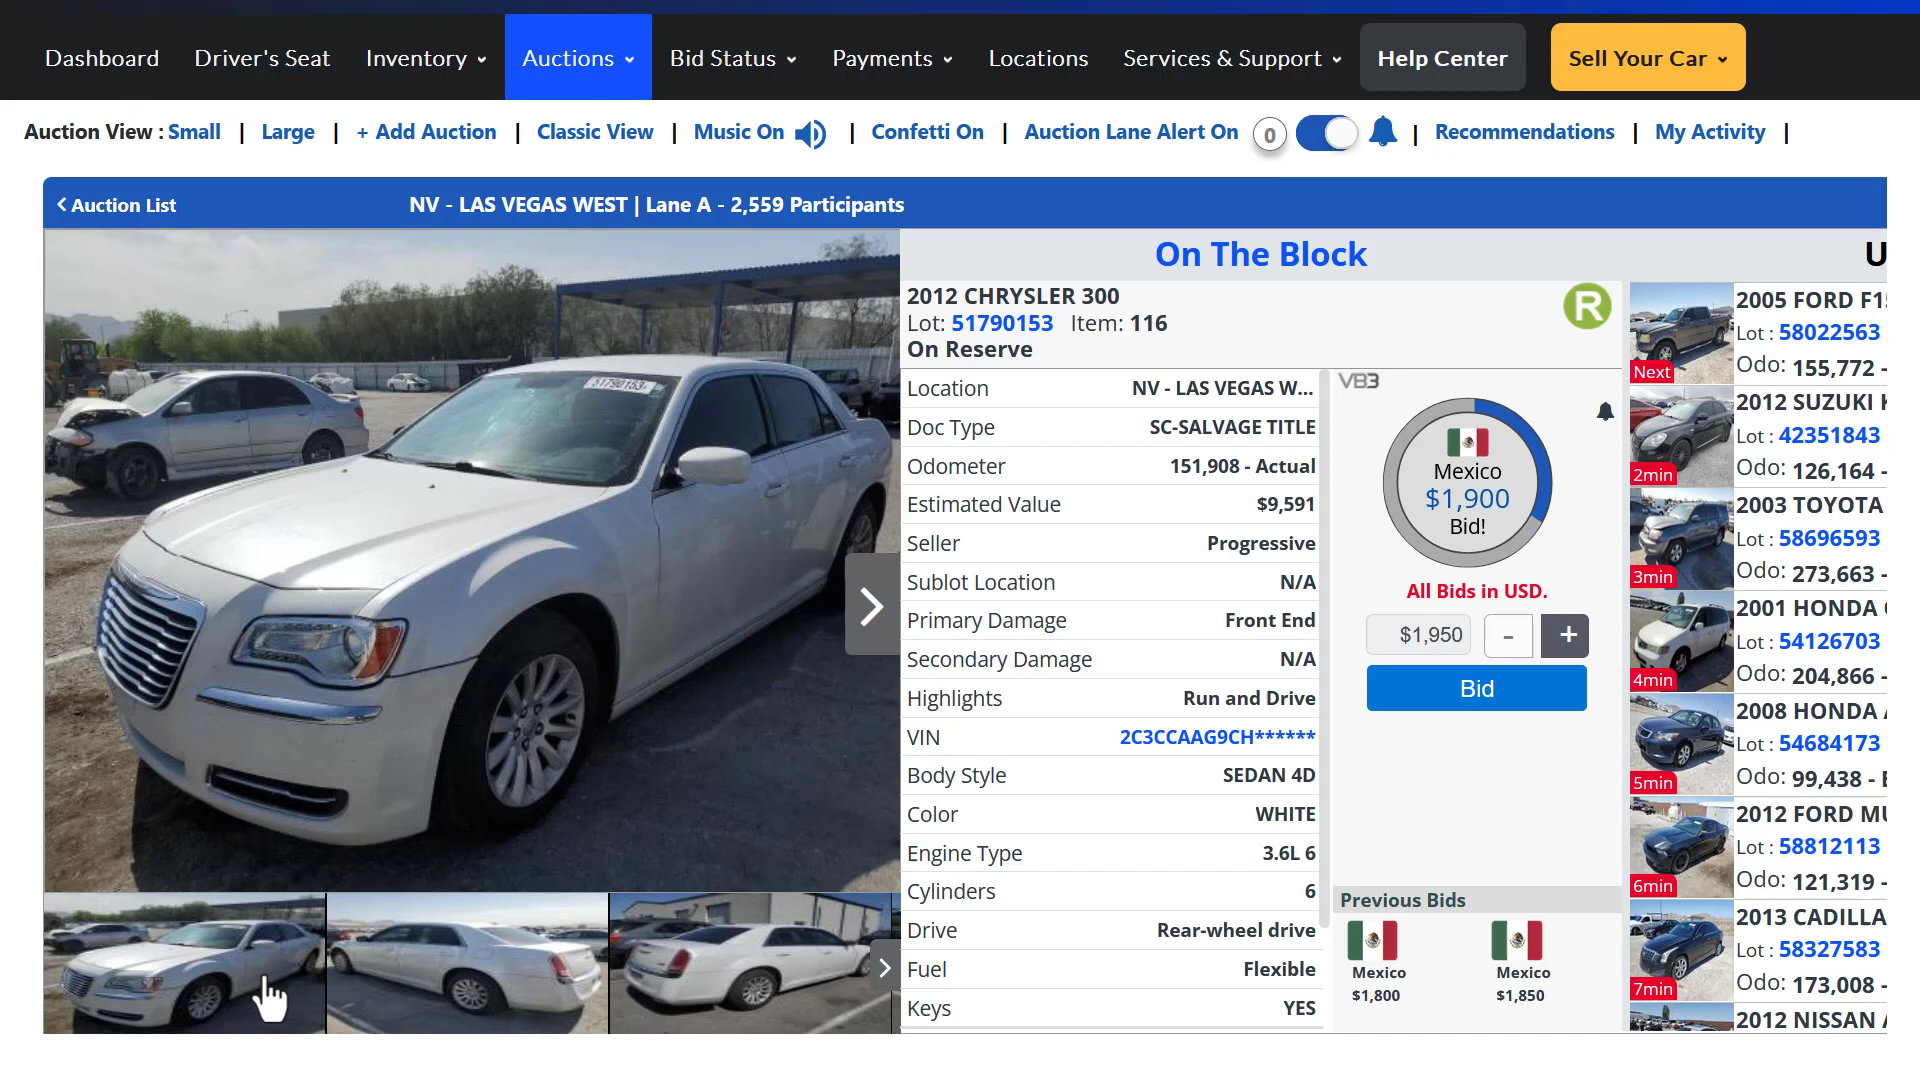 Dashboard Driver's Seat Inventory Auctions Bid Status Payments Locations Services & Support Help Center Sell Your Car
Auction View : Small | Large | + Add Auction | Classic View | Music On | Confetti On | Auction Lane Alert On 0 | Recommendations | My Activity |
< Auction List NV - LAS VEGAS WEST | Lane A - 2,559 Participants
51790153
On The Block
2012 CHRYSLER 300
Lot: 51790153 Item: 116
On Reserve
R
Location NV - LAS VEGAS W...
Doc Type SC-SALVAGE TITLE
Odometer 151,908 - Actual
Estimated Value $9,591
Seller Progressive
Sublot Location N/A
Primary Damage Front End
Secondary Damage N/A
Highlights Run and Drive
VIN 2C3CCAAG9CH******
Body Style SEDAN 4D
Color WHITE
Engine Type 3.6L 6
Cylinders 6
Drive Rear-wheel drive
Fuel Flexible
Keys YES
VB3
Mexico
$1,900
Bid!
All Bids in USD.
$1,950 - +
Bid
Previous Bids
Mexico
$1,800
Mexico
$1,850
U
2005 FORD F15
Lot : 58022563
Odo: 155,772 -
Next
2012 SUZUKI K
Lot : 42351843
Odo: 126,164 -
2min
2003 TOYOTA
Lot : 58696593
Odo: 273,663 -
3min
2001 HONDA
Lot : 54126703
Odo: 204,866 -
4min
2008 HONDA A
Lot : 54684173
Odo: 99,438 - E
5min
2012 FORD MU
Lot : 58812113
Odo: 121,319 -
6min
2013 CADILLA
Lot : 58327583
Odo: 173,008 -
7min
2012 NISSAN A